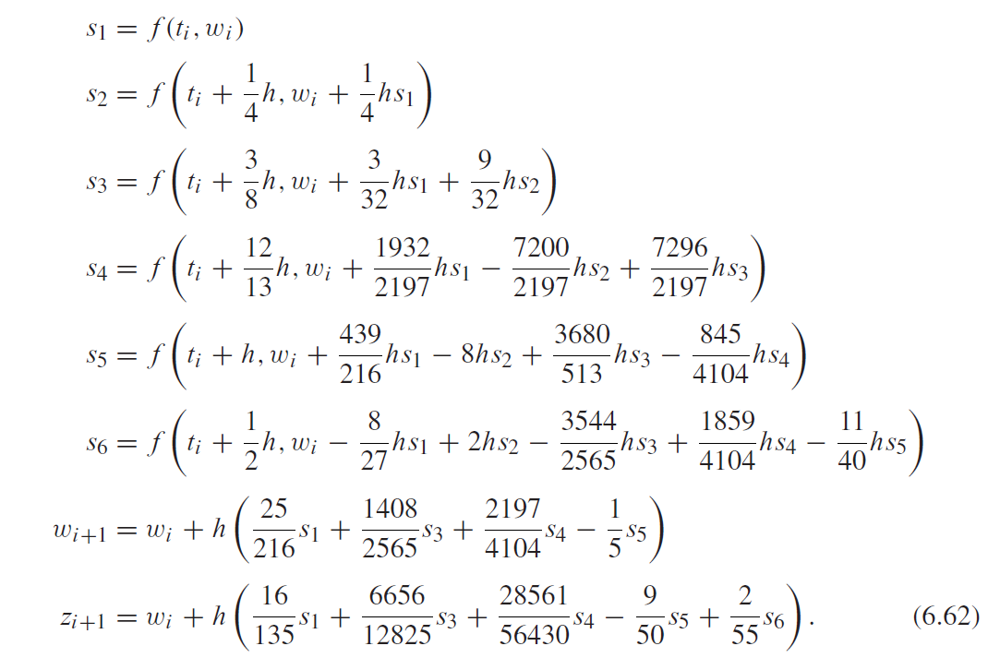 s₁ = f(tᵢ, wᵢ)
s₂ = f(tᵢ + 1/4 h, wᵢ + 1/4 hs₁)
s₃ = f(tᵢ + 3/8 h, wᵢ + 3/32 hs₁ + 9/32 hs₂)
s₄ = f(tᵢ + 12/13 h, wᵢ + 1932/2197 hs₁ − 7200/2197 hs₂ + 7296/2197 hs₃)
s₅ = f(tᵢ + h, wᵢ + 439/216 hs₁ − 8hs₂ + 3680/513 hs₃ − 845/4104 hs₄)
s₆ = f(tᵢ + 1/2 h, wᵢ − 8/27 hs₁ + 2hs₂ − 3544/2565 hs₃ + 1859/4104 hs₄ − 11/40 hs₅)
wᵢ₊₁ = wᵢ + h(25/216 s₁ + 1408/2565 s₃ + 2197/4104 s₄ − 1/5 s₅)
zᵢ₊₁ = wᵢ + h(16/135 s₁ + 6656/12825 s₃ + 28561/56430 s₄ − 9/50 s₅ + 2/55 s₆). (6.62)